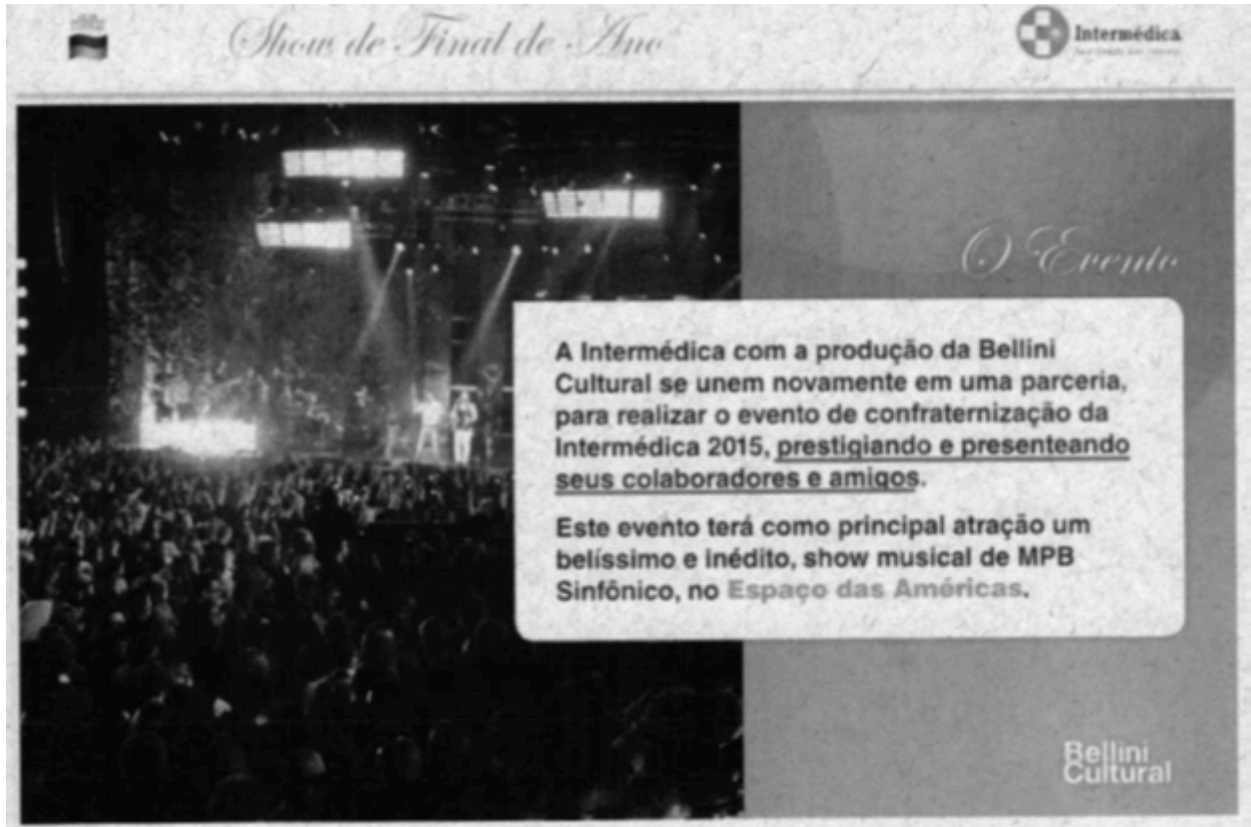 Show de Final de Ano
Intermédica
O Evento
A Intermédica com a produção da Bellini
Cultural se unem novamente em uma parceria,
para realizar o evento de confraternização da
Intermédica 2015, prestigiando e presenteando
seus colaboradores e amigos.
Este evento terá como principal atração um
belíssimo e inédito, show musical de MPB
Sinfônico, no Espaço das Américas.
Bellini
Cultural